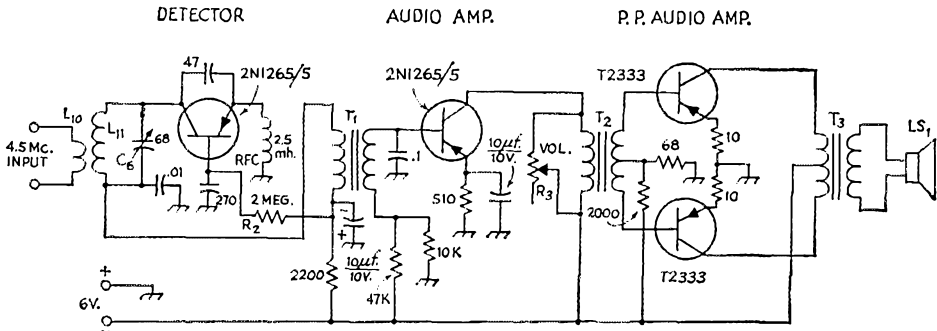 DETECTOR
AUDIO AMP.
P.P. AUDIO AMP.
47
2N1265/5
2N1265/5
T2333
L10
L11
T1
T2
T3
LS1
4.5 Mc.
INPUT
C6
68
RFC
2.5
mh.
.1
10µf.
10V.
VOL.
R3
68
10
10
.01
270
2 MEG.
R2
510
2000
-
+
2200
10µf.
10V.
47K
10K
T2333
+
6V.